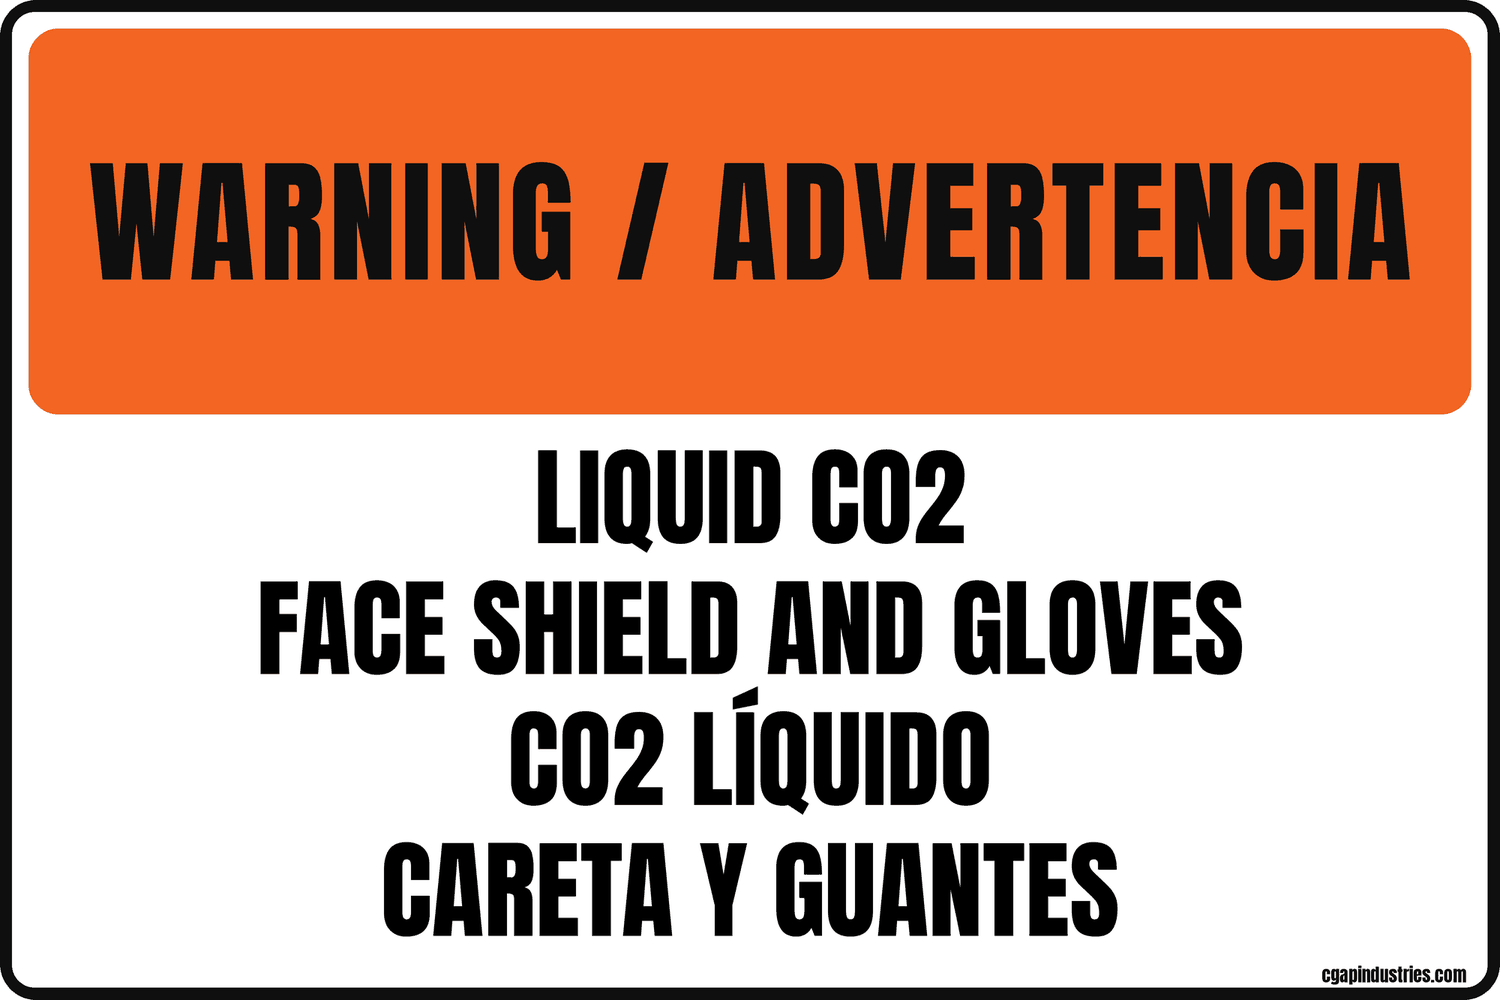 WARNING / ADVERTENCIA
LIQUID CO2
FACE SHIELD AND GLOVES
CO2 LÍQUIDO
CARETA Y GUANTES
cgapindustries.com